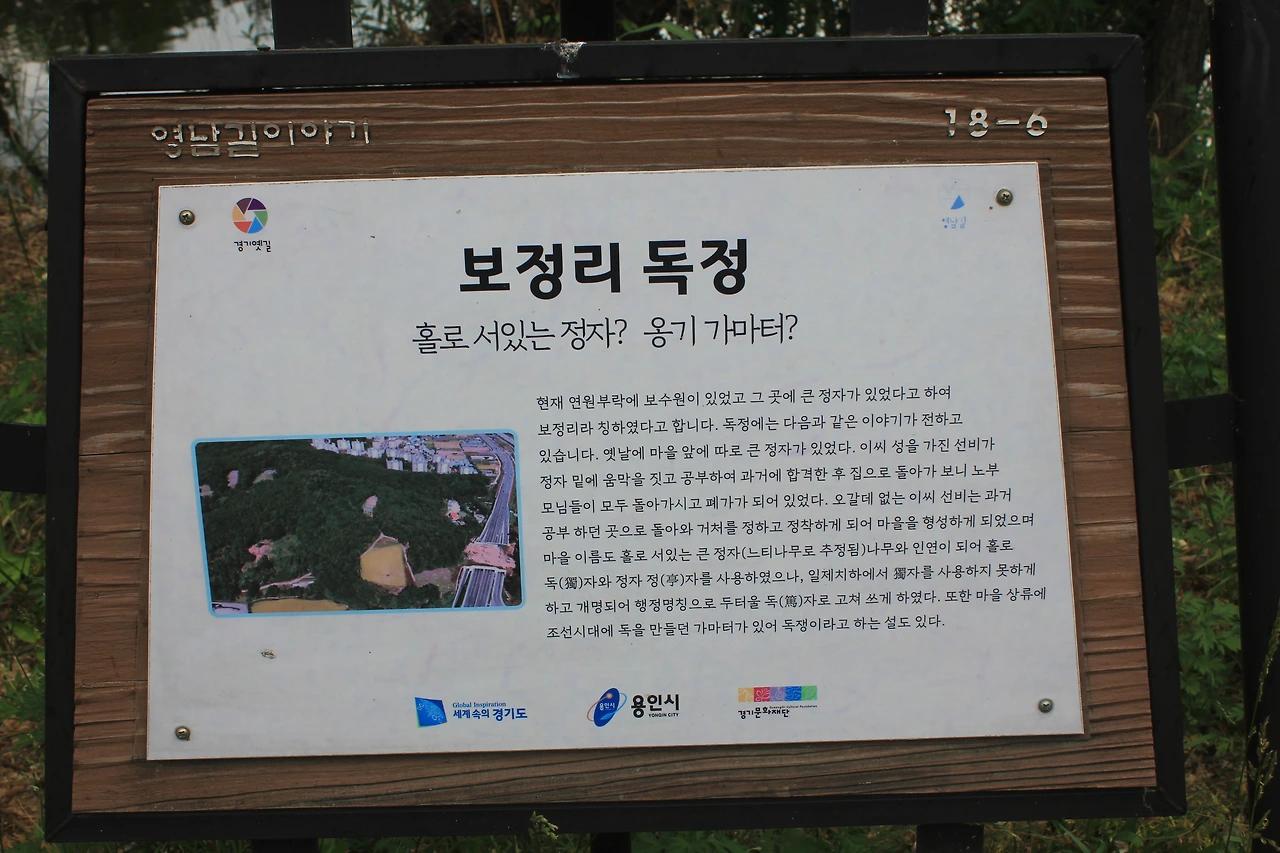 영남길이야기
18-6
경기옛길
영남길
보정리 독정
홀로 서있는 정자? 옹기 가마터?
현재 연원부락에 보수원이 있었고 그 곳에 큰 정자가 있었다고 하여
보정리라 칭하였다고 합니다. 독정에는 다음과 같은 이야기가 전하고
있습니다. 옛날에 마을 앞에 따로 큰 정자가 있었다. 이씨 성을 가진 선비가
정자 밑에 움막을 짓고 공부하여 과거에 합격한 후 집으로 돌아가 보니 노부
모님들이 모두 돌아가시고 폐가가 되어 있었다. 오갈데 없는 이씨 선비는 과거
공부 하던 곳으로 돌아와 거처를 정하고 정착하게 되어 마을을 형성하게 되었으며
마을 이름도 홀로 서있는 큰 정자(느티나무로 추정됨)나무와 인연이 되어 홀로
독(獨)자와 정자 정(亭)자를 사용하였으나, 일제치하에서 獨자를 사용하지 못하게
하고 개명되어 행정명칭으로 두터울 독(篤)자로 고쳐 쓰게 하였다. 또한 마을 상류에
조선시대에 독을 만들던 가마터가 있어 독쟁이라고 하는 설도 있다.
Global Inspiration
세계속의 경기도
용인시
용인시
YONGIN CITY
Gyeonggi Cultural Foundation
경기문화재단